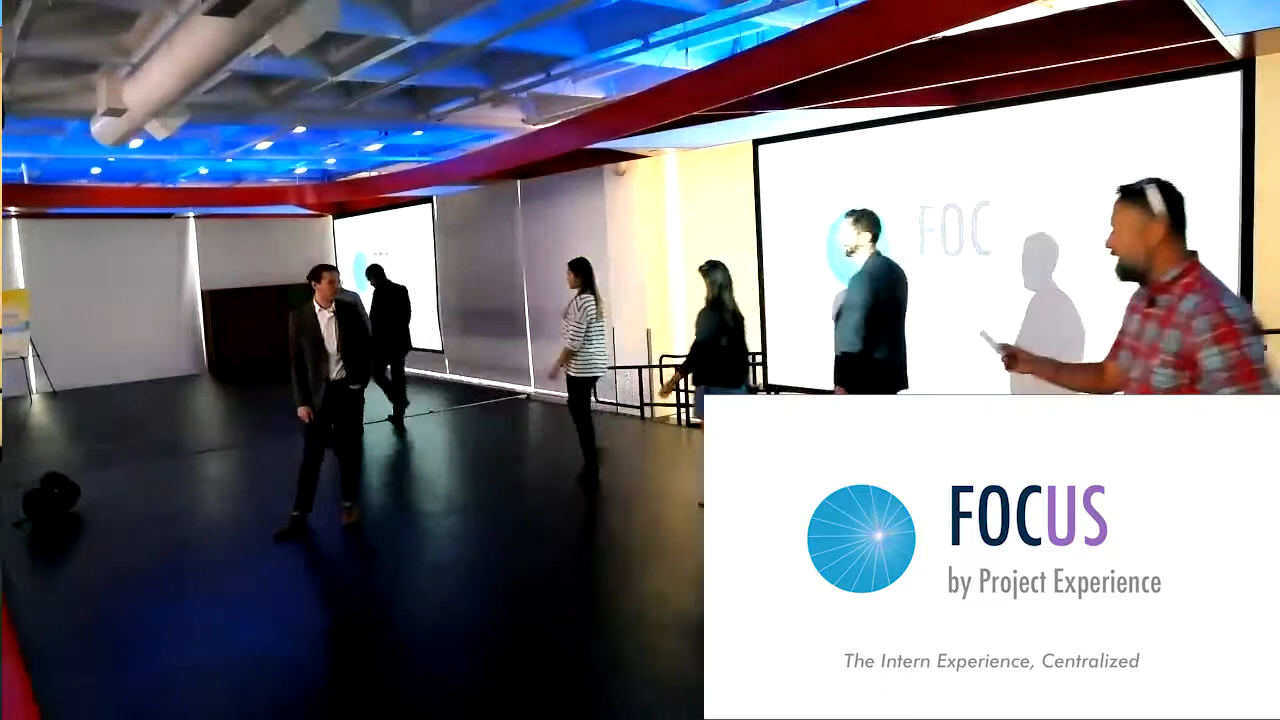 FOC
FOCUS
by Project Experience
The Intern Experience, Centralized